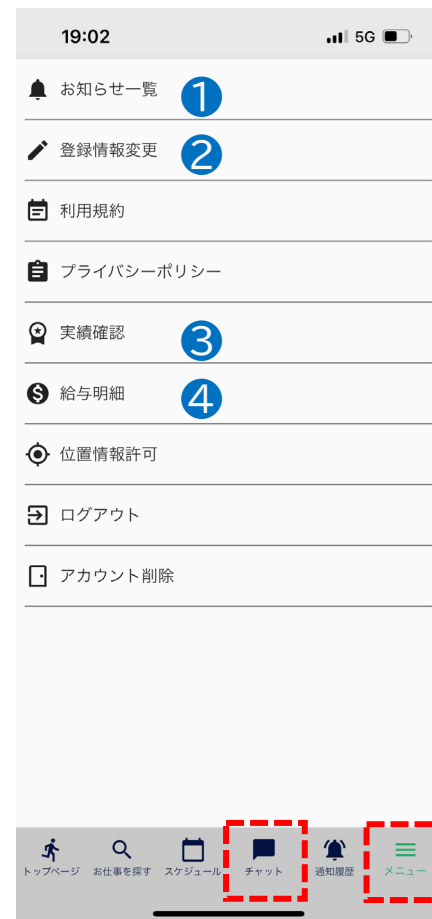 19:02 5G
お知らせ一覧 1
登録情報変更 2
利用規約
プライバシーポリシー
実績確認 3
給与明細 4
位置情報許可
ログアウト
アカウント削除
トップページ お仕事を探す スケジュール チャット 通知履歴 メニュー